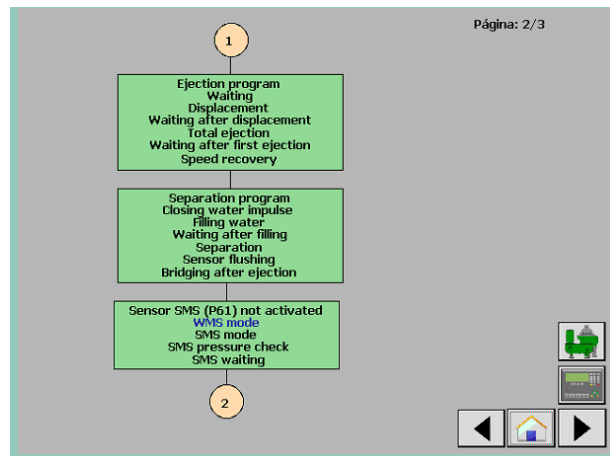 Página: 2/3
1
Ejection program
Waiting
Displacement
Waiting after displacement
Total ejection
Waiting after first ejection
Speed recovery
Separation program
Closing water impulse
Filling water
Waiting after filling
Separation
Sensor flushing
Bridging after ejection
Sensor SMS (P61) not activated
WMS mode
SMS mode
SMS pressure check
SMS waiting
2